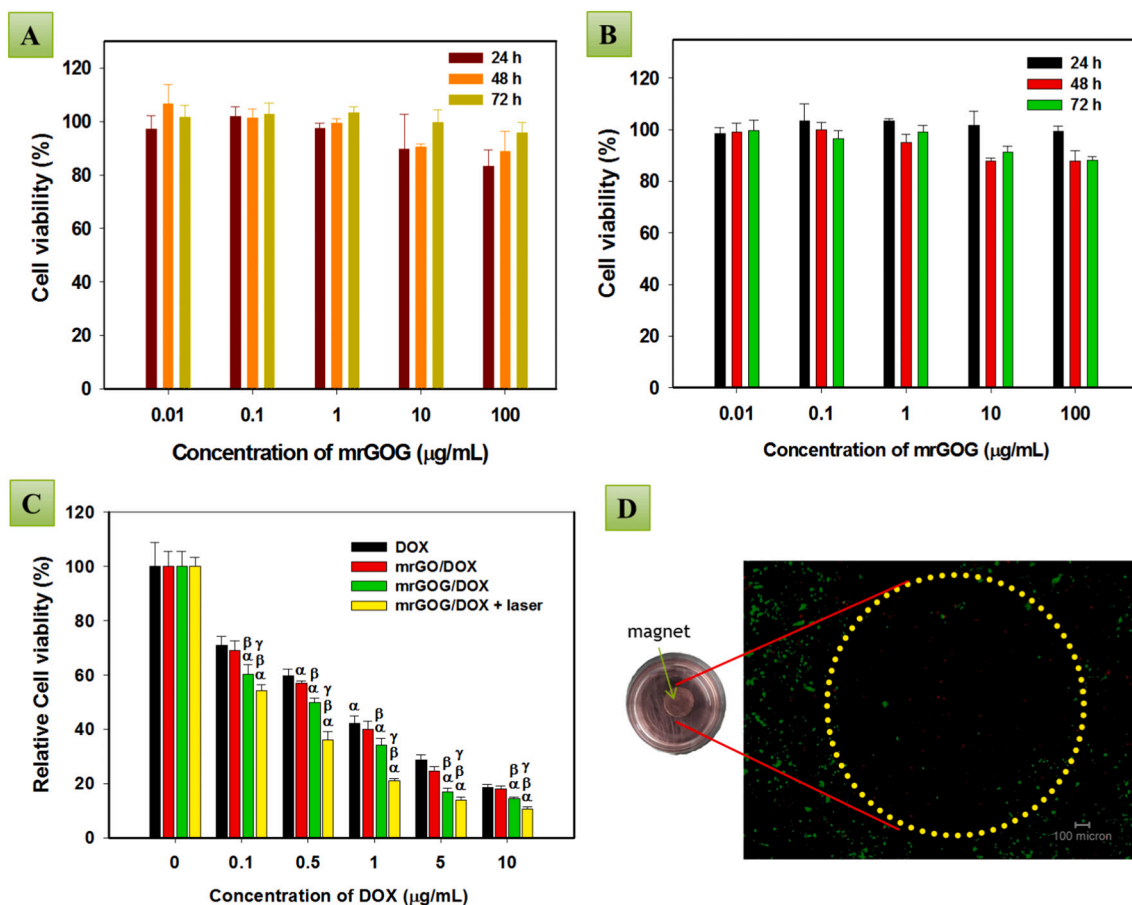 A
120
100
80
60
40
20
0
Cell viability (%)
24 h
48 h
72 h
0.01 0.1 1 10 100
Concentration of mrGOG (μg/mL)
B
120
100
80
60
40
20
0
Cell viability (%)
24 h
48 h
72 h
0.01 0.1 1 10 100
Concentration of mrGOG (μg/mL)
C
120
100
80
60
40
20
0
Relative Cell viablity (%)
DOX
mrGO/DOX
mrGOG/DOX
mrGOG/DOX + laser
β γ
α β
α
α β γ
α β
α
α β γ
α β
α
β γ
α β
α
β γ
α β
α
0 0.1 0.5 1 5 10
Concentration of DOX (μg/mL)
D
magnet
100 micron